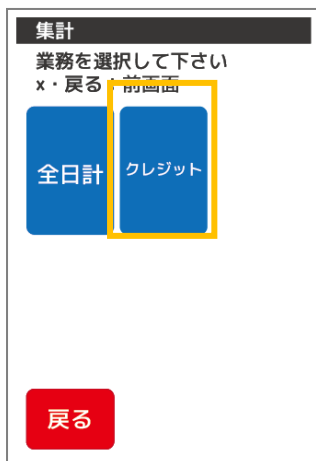 集計
業務を選択して下さい
x・戻る：前画面
全日計
クレジット
戻る